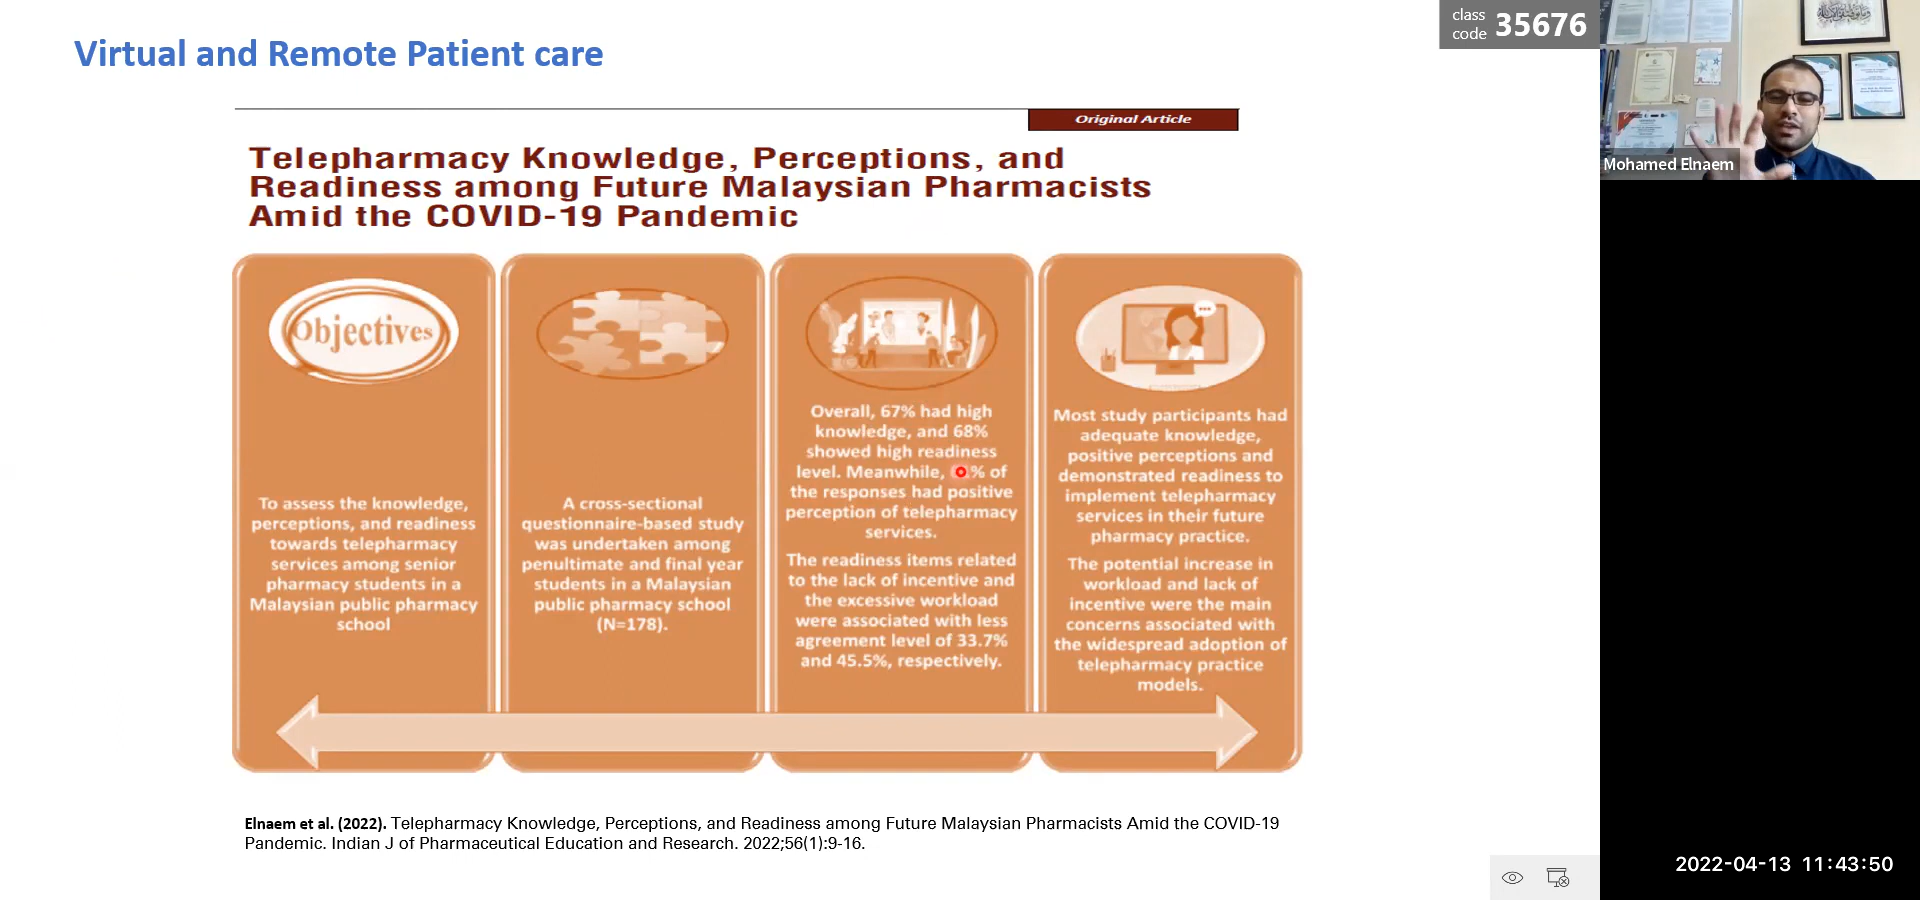 Virtual and Remote Patient care
class
code 35676
Original Article
Telepharmacy Knowledge, Perceptions, and
Readiness among Future Malaysian Pharmacists
Amid the COVID-19 Pandemic
Objectives
To assess the knowledge,
perceptions, and readiness
towards telepharmacy
services among senior
pharmacy students in a
Malaysian public pharmacy
school
A cross-sectional
questionnaire-based study
was undertaken among
penultimate and final year
students in a Malaysian
public pharmacy school
(N=178).
Overall, 67% had high
knowledge, and 68%
showed high readiness
level. Meanwhile, % of
the responses had positive
perception of telepharmacy
services.
The readiness items related
to the lack of incentive and
the excessive workload
were associated with less
agreement level of 33.7%
and 45.5%, respectively.
Most study participants had
adequate knowledge,
positive perceptions and
demonstrated readiness to
implement telepharmacy
services in their future
pharmacy practice.
The potential increase in
workload and lack of
incentive were the main
concerns associated with
the widespread adoption of
telepharmacy practice
models.
Elnaem et al. (2022). Telepharmacy Knowledge, Perceptions, and Readiness among Future Malaysian Pharmacists Amid the COVID-19
Pandemic. Indian J of Pharmaceutical Education and Research. 2022;56(1):9-16.
Mohamed Elnaem
2022-04-13 11:43:50